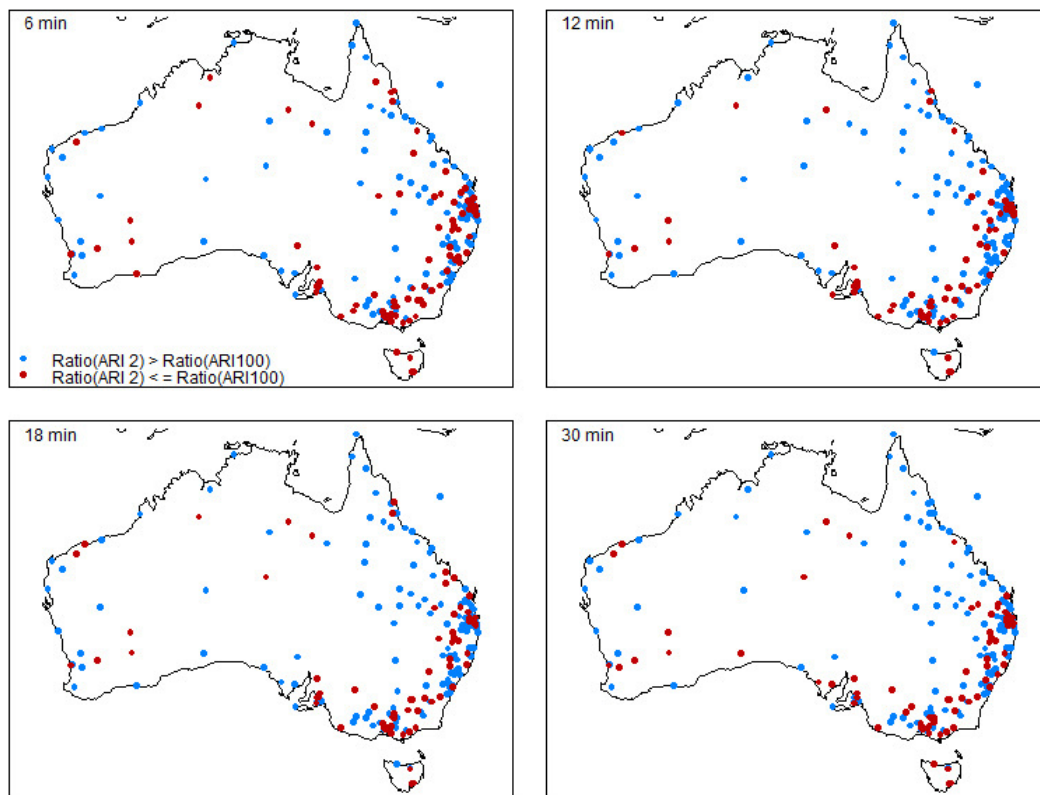 6 min
12 min
Ratio(ARI 2) > Ratio(ARI100)
Ratio(ARI 2) < = Ratio(ARI100)
18 min
30 min